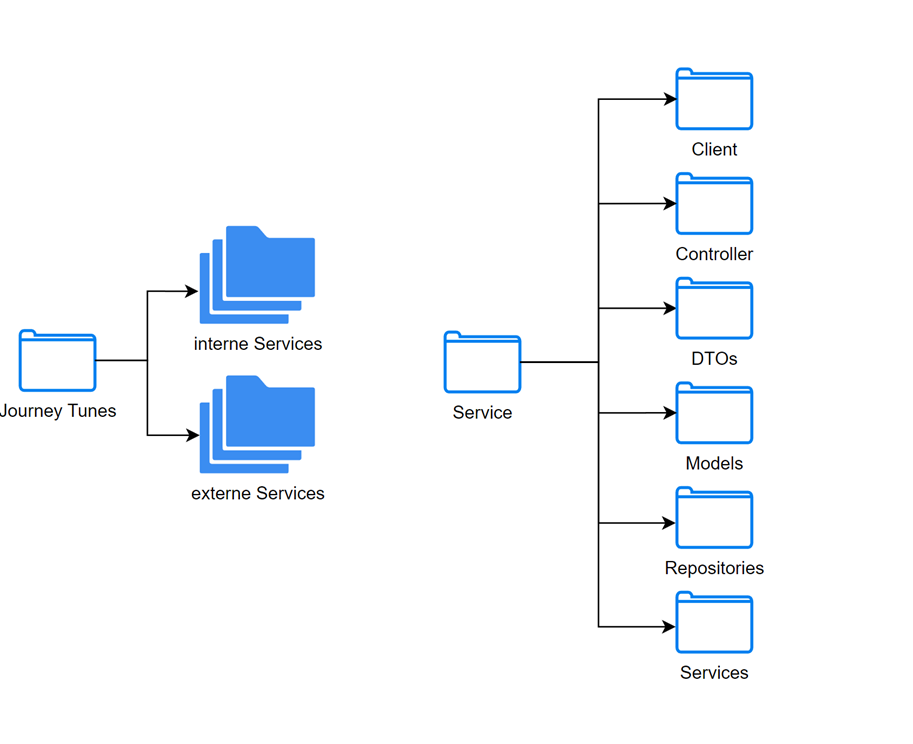 Journey Tunes
interne Services
externe Services
Service
Client
Controller
DTOs
Models
Repositories
Services